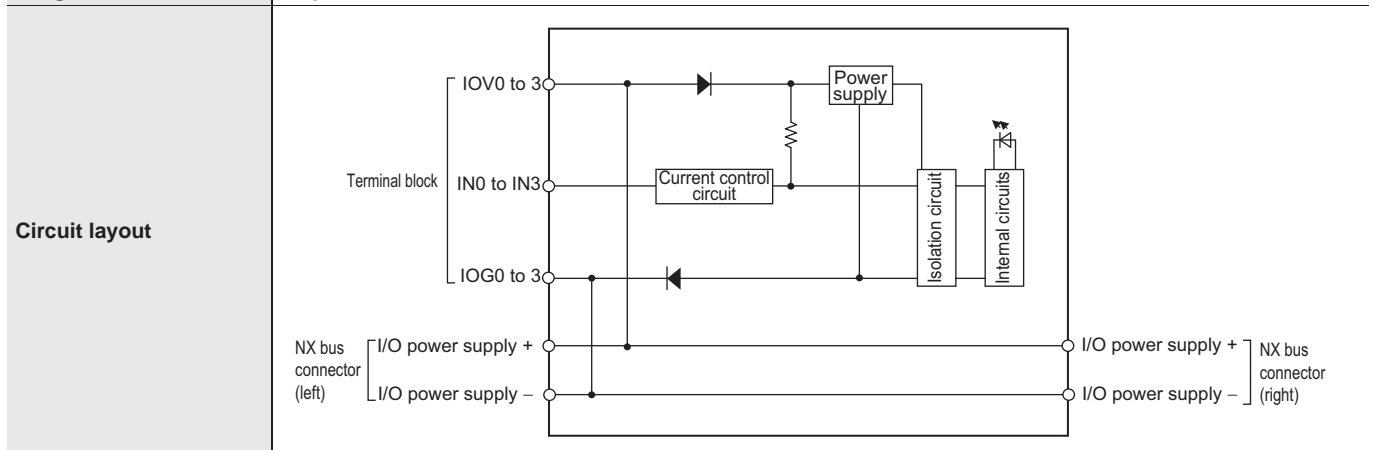 Circuit layout
Terminal block
IOV0 to 3
IN0 to IN3
IOG0 to 3
Power
supply
Current control
circuit
Isolation circuit
Internal circuits
NX bus
connector
(left)
I/O power supply +
I/O power supply −
I/O power supply +
I/O power supply −
NX bus
connector
(right)